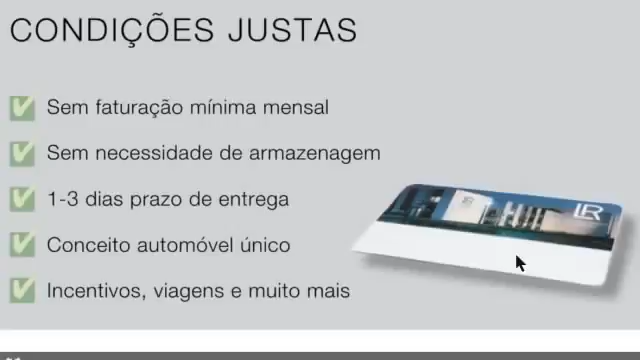 CONDIÇÕES JUSTAS
Sem faturação mínima mensal
Sem necessidade de armazenagem
1-3 dias prazo de entrega
LR
Conceito automóvel único
Incentivos, viagens e muito mais